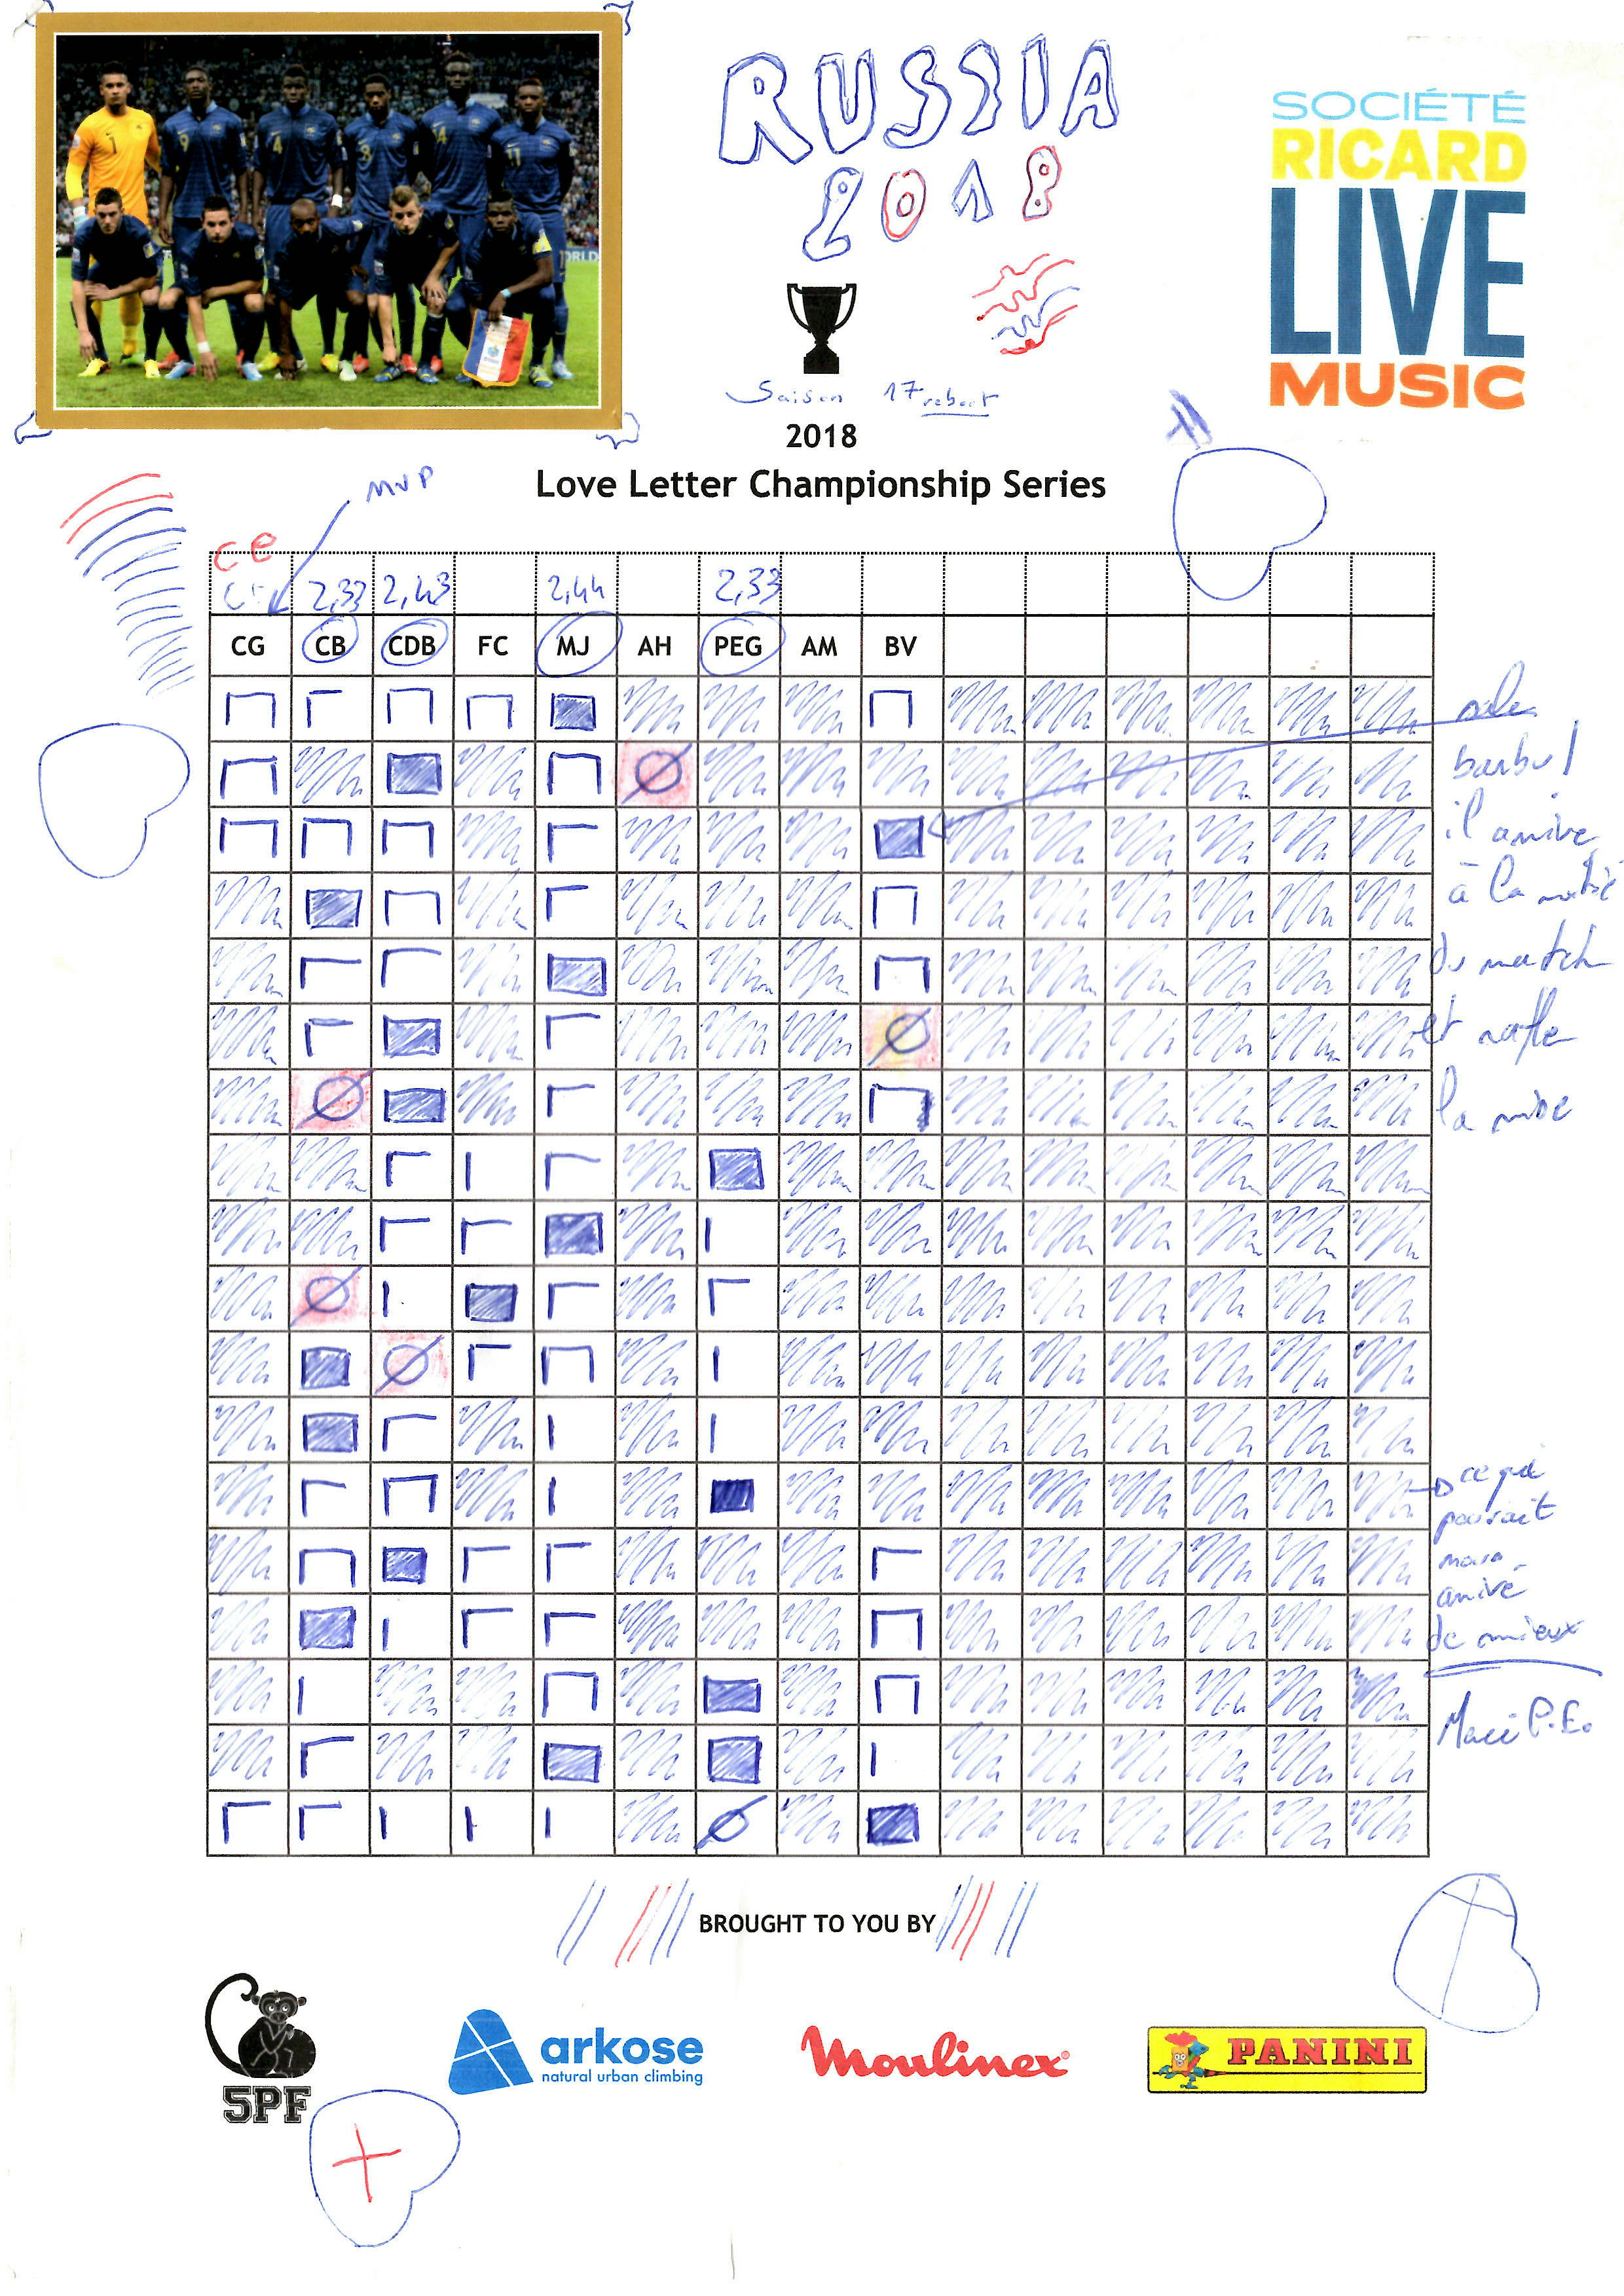 RUSSIA
2018
SOCIÉTÉ
RICARD
LIVE
MUSIC
Saison 17 reboot
2018
Love Letter Championship Series
MVP
CE
2,33 2,43 2,44 2,33
CG CB CDB FC MJ AH PEG AM BV
sale
barbu!
il arrive
à la moitié
du match
et rafle
la mise
ce qui
pouvait
nous
arrivé
de mieux
P.E.
BROUGHT TO YOU BY
5PF
arkose
natural urban climbing
Moulinex
PANINI